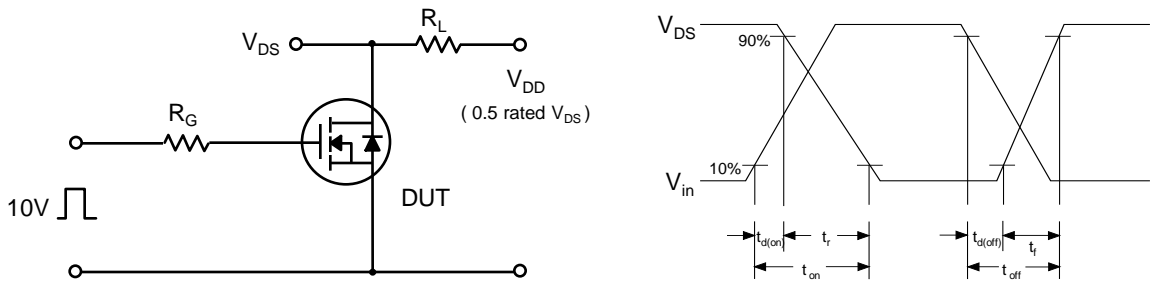 V_DS
R_L
V_DD
( 0.5 rated V_DS )
R_G
10V
DUT
V_DS
90%
V_in
10%
t_d(on)
t_r
t_on
t_d(off)
t_f
t_off